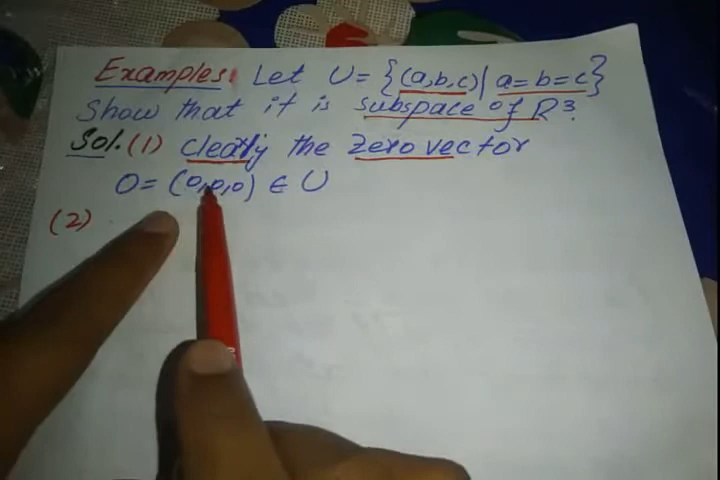 Examples: Let U = {(a,b,c)| a=b=c}
Show that it is subspace of R³.
Sol. (1) Clearly the Zero vector
O = (0,0,0) ∈ U
(2)